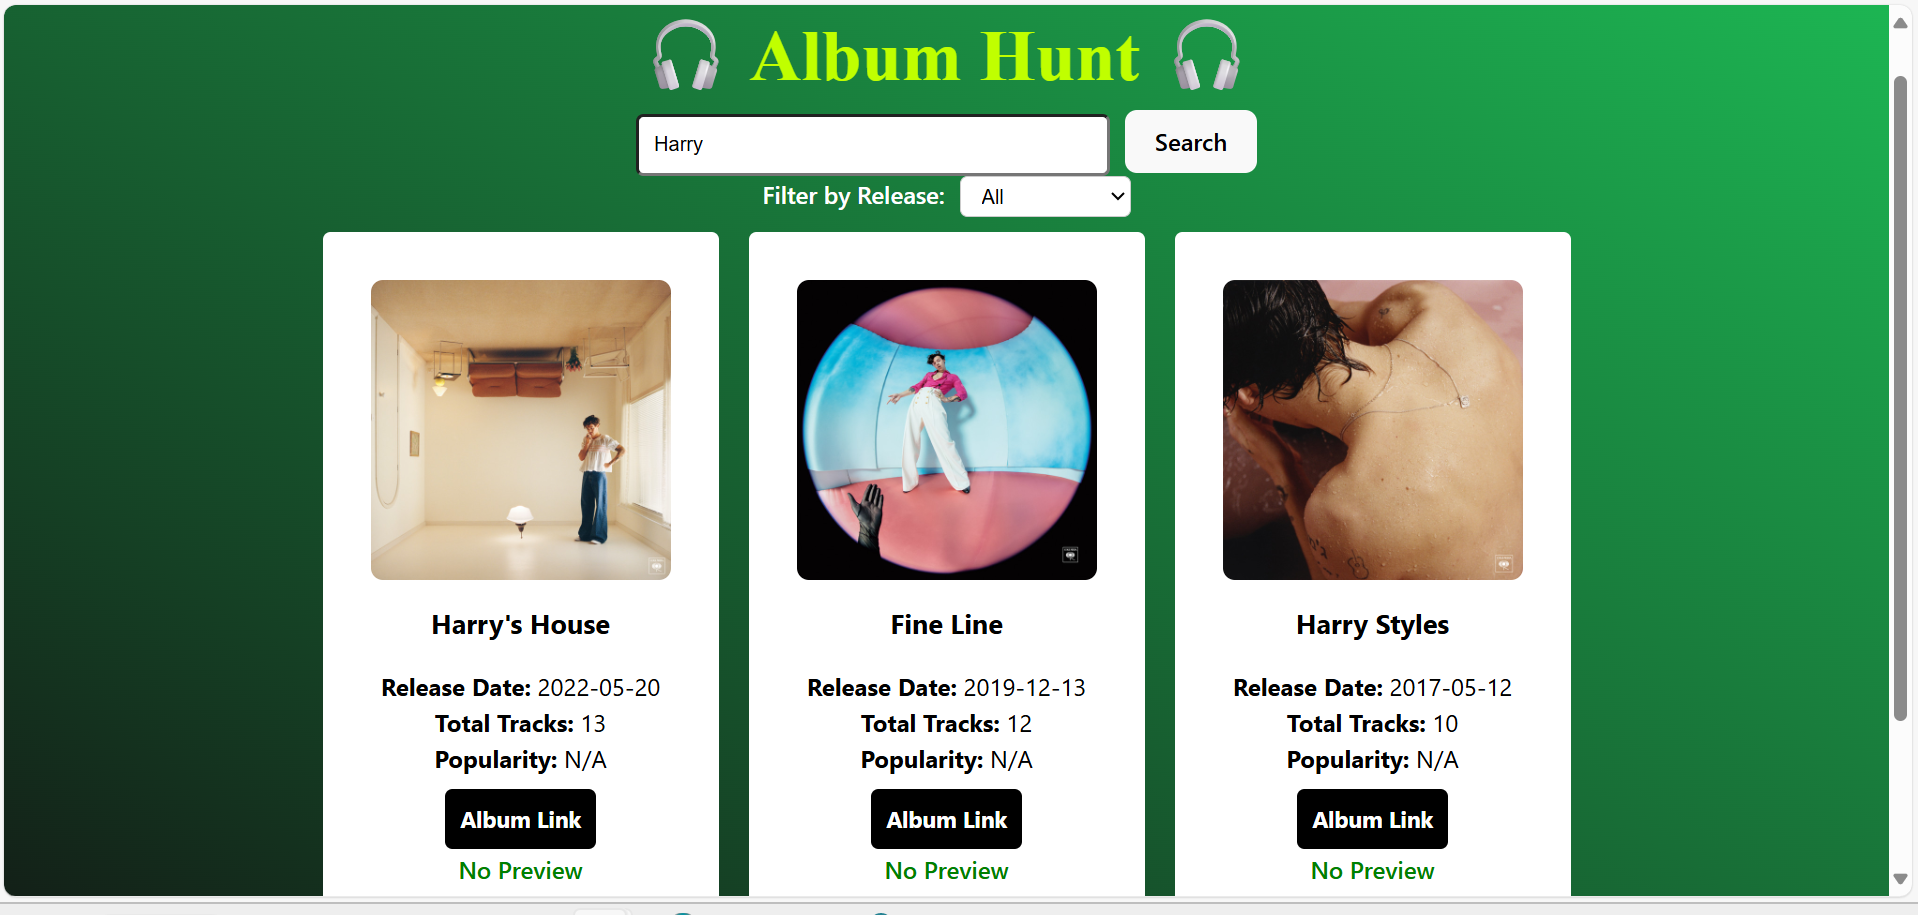 Album Hunt
Harry
Search
Filter by Release: All
Harry's House
Release Date: 2022-05-20
Total Tracks: 13
Popularity: N/A
Album Link
No Preview
Fine Line
Release Date: 2019-12-13
Total Tracks: 12
Popularity: N/A
Album Link
No Preview
Harry Styles
Release Date: 2017-05-12
Total Tracks: 10
Popularity: N/A
Album Link
No Preview